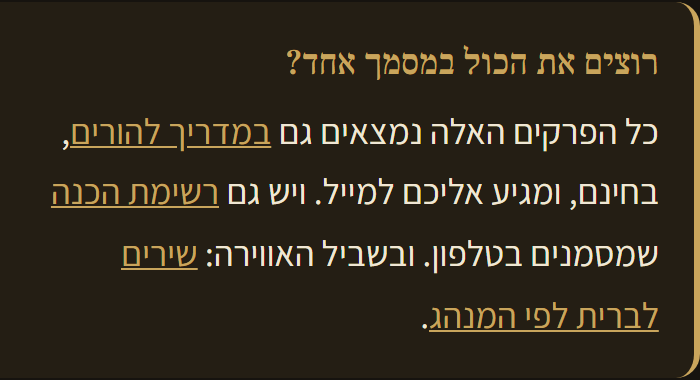 רוצים את הכול במסמך אחד?
כל הפרקים האלה נמצאים גם במדריך להורים,
בחינם, ומגיע אליכם למייל. ויש גם רשימת הכנה
שמסמנים בטלפון. ובשביל האווירה: שירים
לברית לפי המנהג.